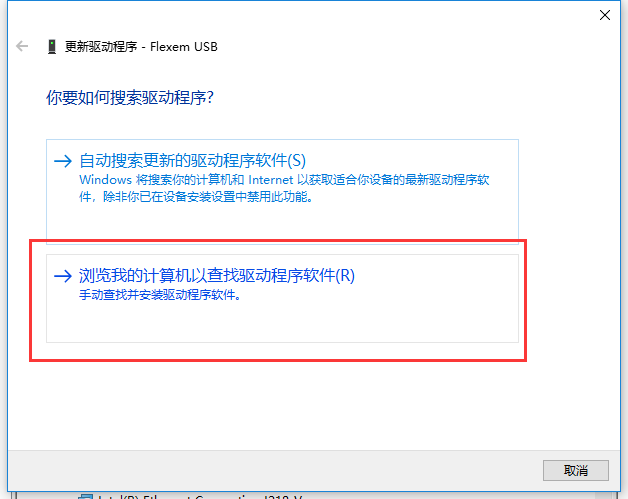 更新驱动程序 - Flexem USB
你要如何搜索驱动程序？
自动搜索更新的驱动程序软件(S)
Windows 将搜索你的计算机和 Internet 以获取适合你设备的最新驱动程序软
件，除非你已在设备安装设置中禁用此功能。
浏览我的计算机以查找驱动程序软件(R)
手动查找并安装驱动程序软件。
取消
Intel(R) Ethernet Connection I218-V